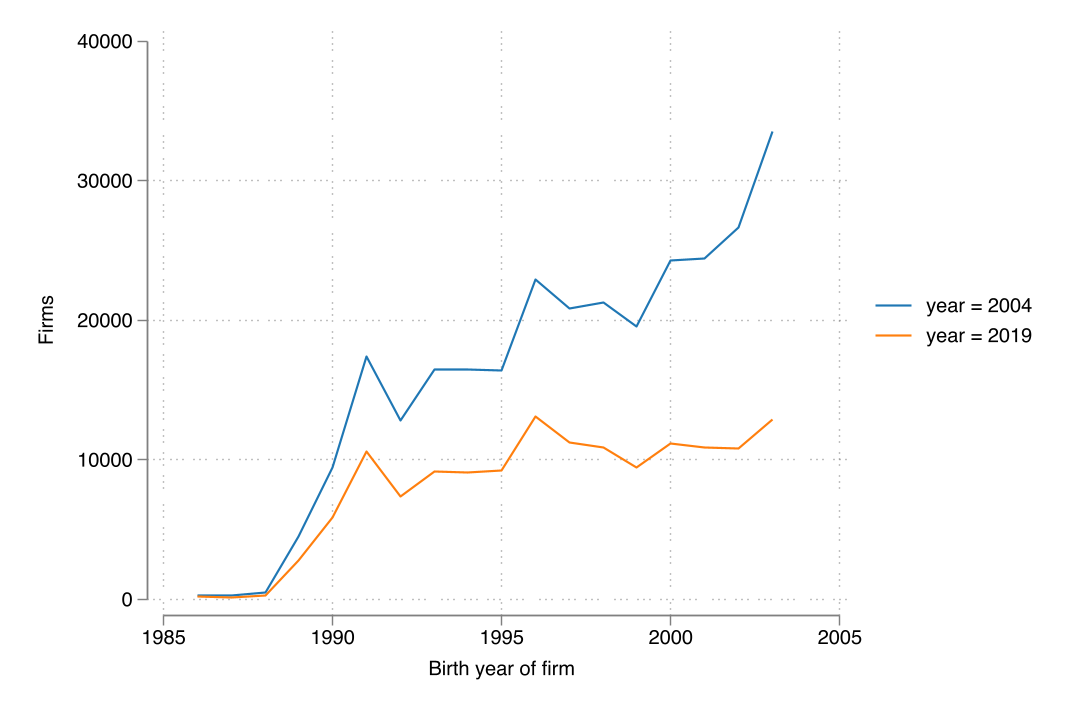 40000
30000
20000
10000
0
Firms
1985 1990 1995 2000 2005
Birth year of firm
year = 2004
year = 2019